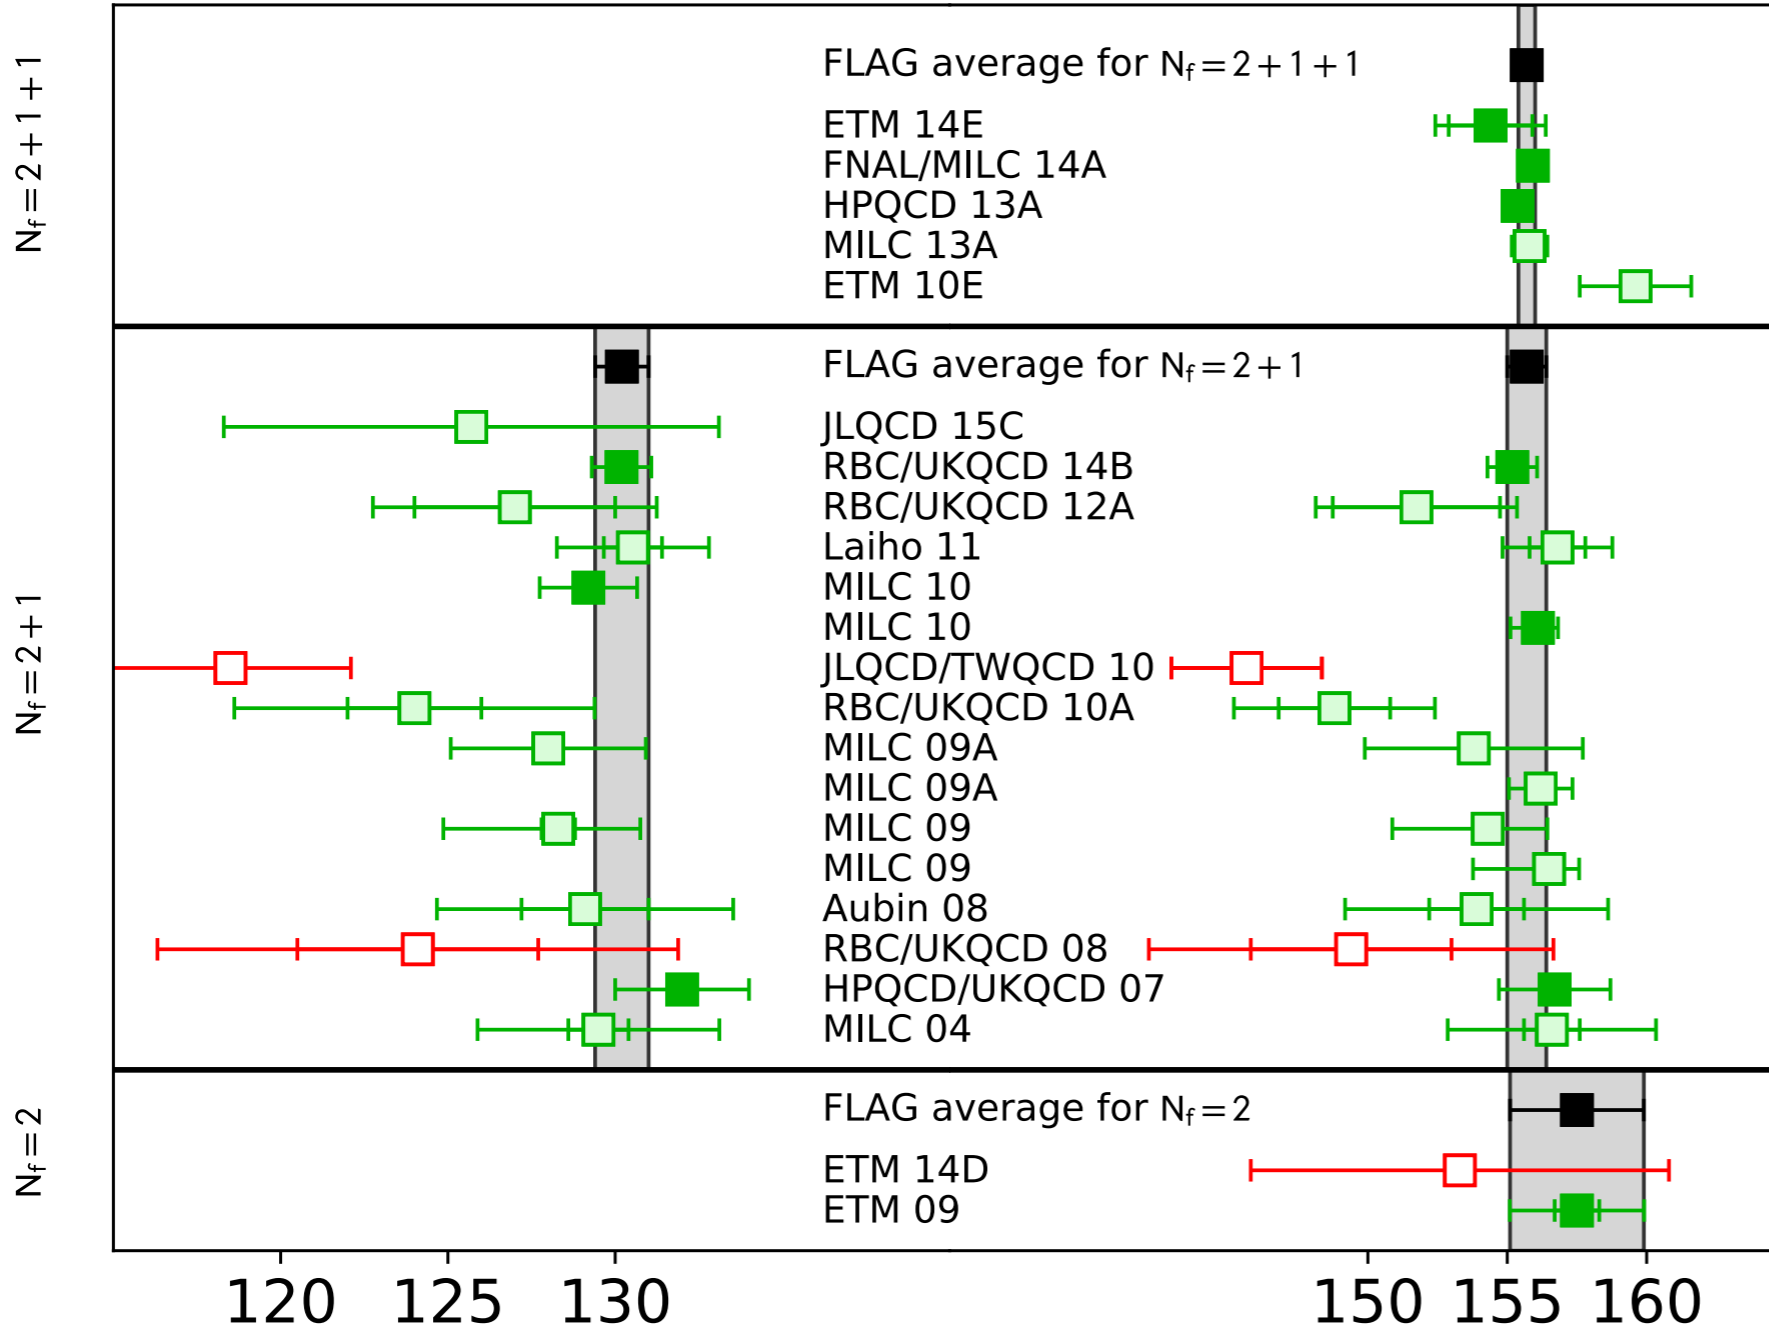 N_f=2+1+1
FLAG average for N_f=2+1+1
ETM 14E
FNAL/MILC 14A
HPQCD 13A
MILC 13A
ETM 10E
N_f=2+1
FLAG average for N_f=2+1
JLQCD 15C
RBC/UKQCD 14B
RBC/UKQCD 12A
Laiho 11
MILC 10
MILC 10
JLQCD/TWQCD 10
RBC/UKQCD 10A
MILC 09A
MILC 09A
MILC 09
MILC 09
Aubin 08
RBC/UKQCD 08
HPQCD/UKQCD 07
MILC 04
N_f=2
FLAG average for N_f=2
ETM 14D
ETM 09
120 125 130 150 155 160